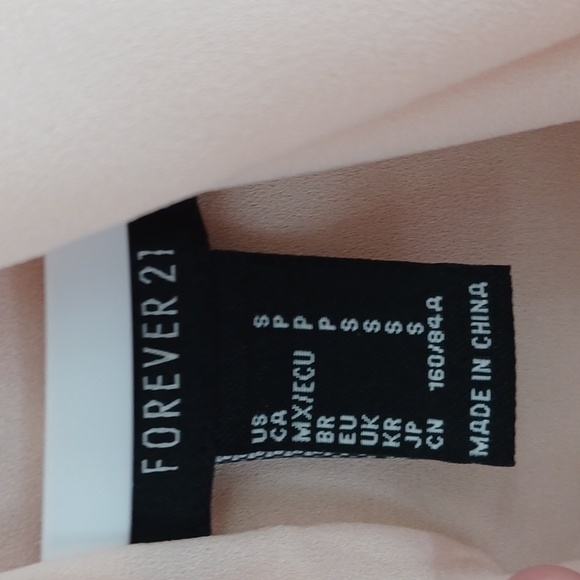 FOREVER 21
US S
CA P
MX/ECU P
BR P
EU S
UK S
KR S
JP S
CN 160/84A
MADE IN CHINA